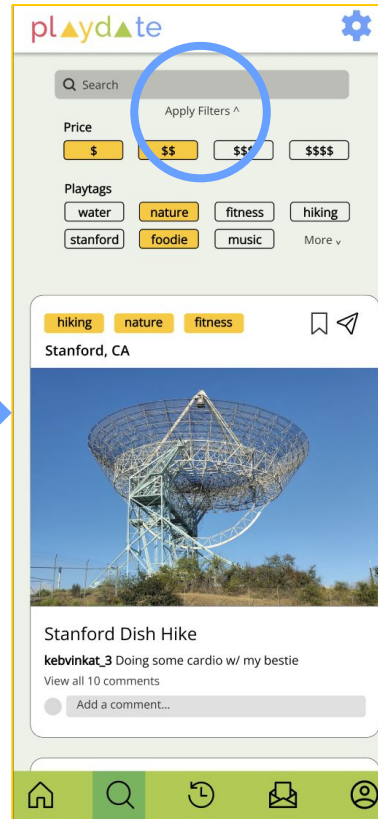 playdate
Search
Apply Filters ^
Price
$ $$ $$$ $$$$
Playtags
water nature fitness hiking
stanford foodie music More ˅
hiking nature fitness
Stanford, CA
Stanford Dish Hike
kebvinkat_3 Doing some cardio w/ my bestie
View all 10 comments
Add a comment...